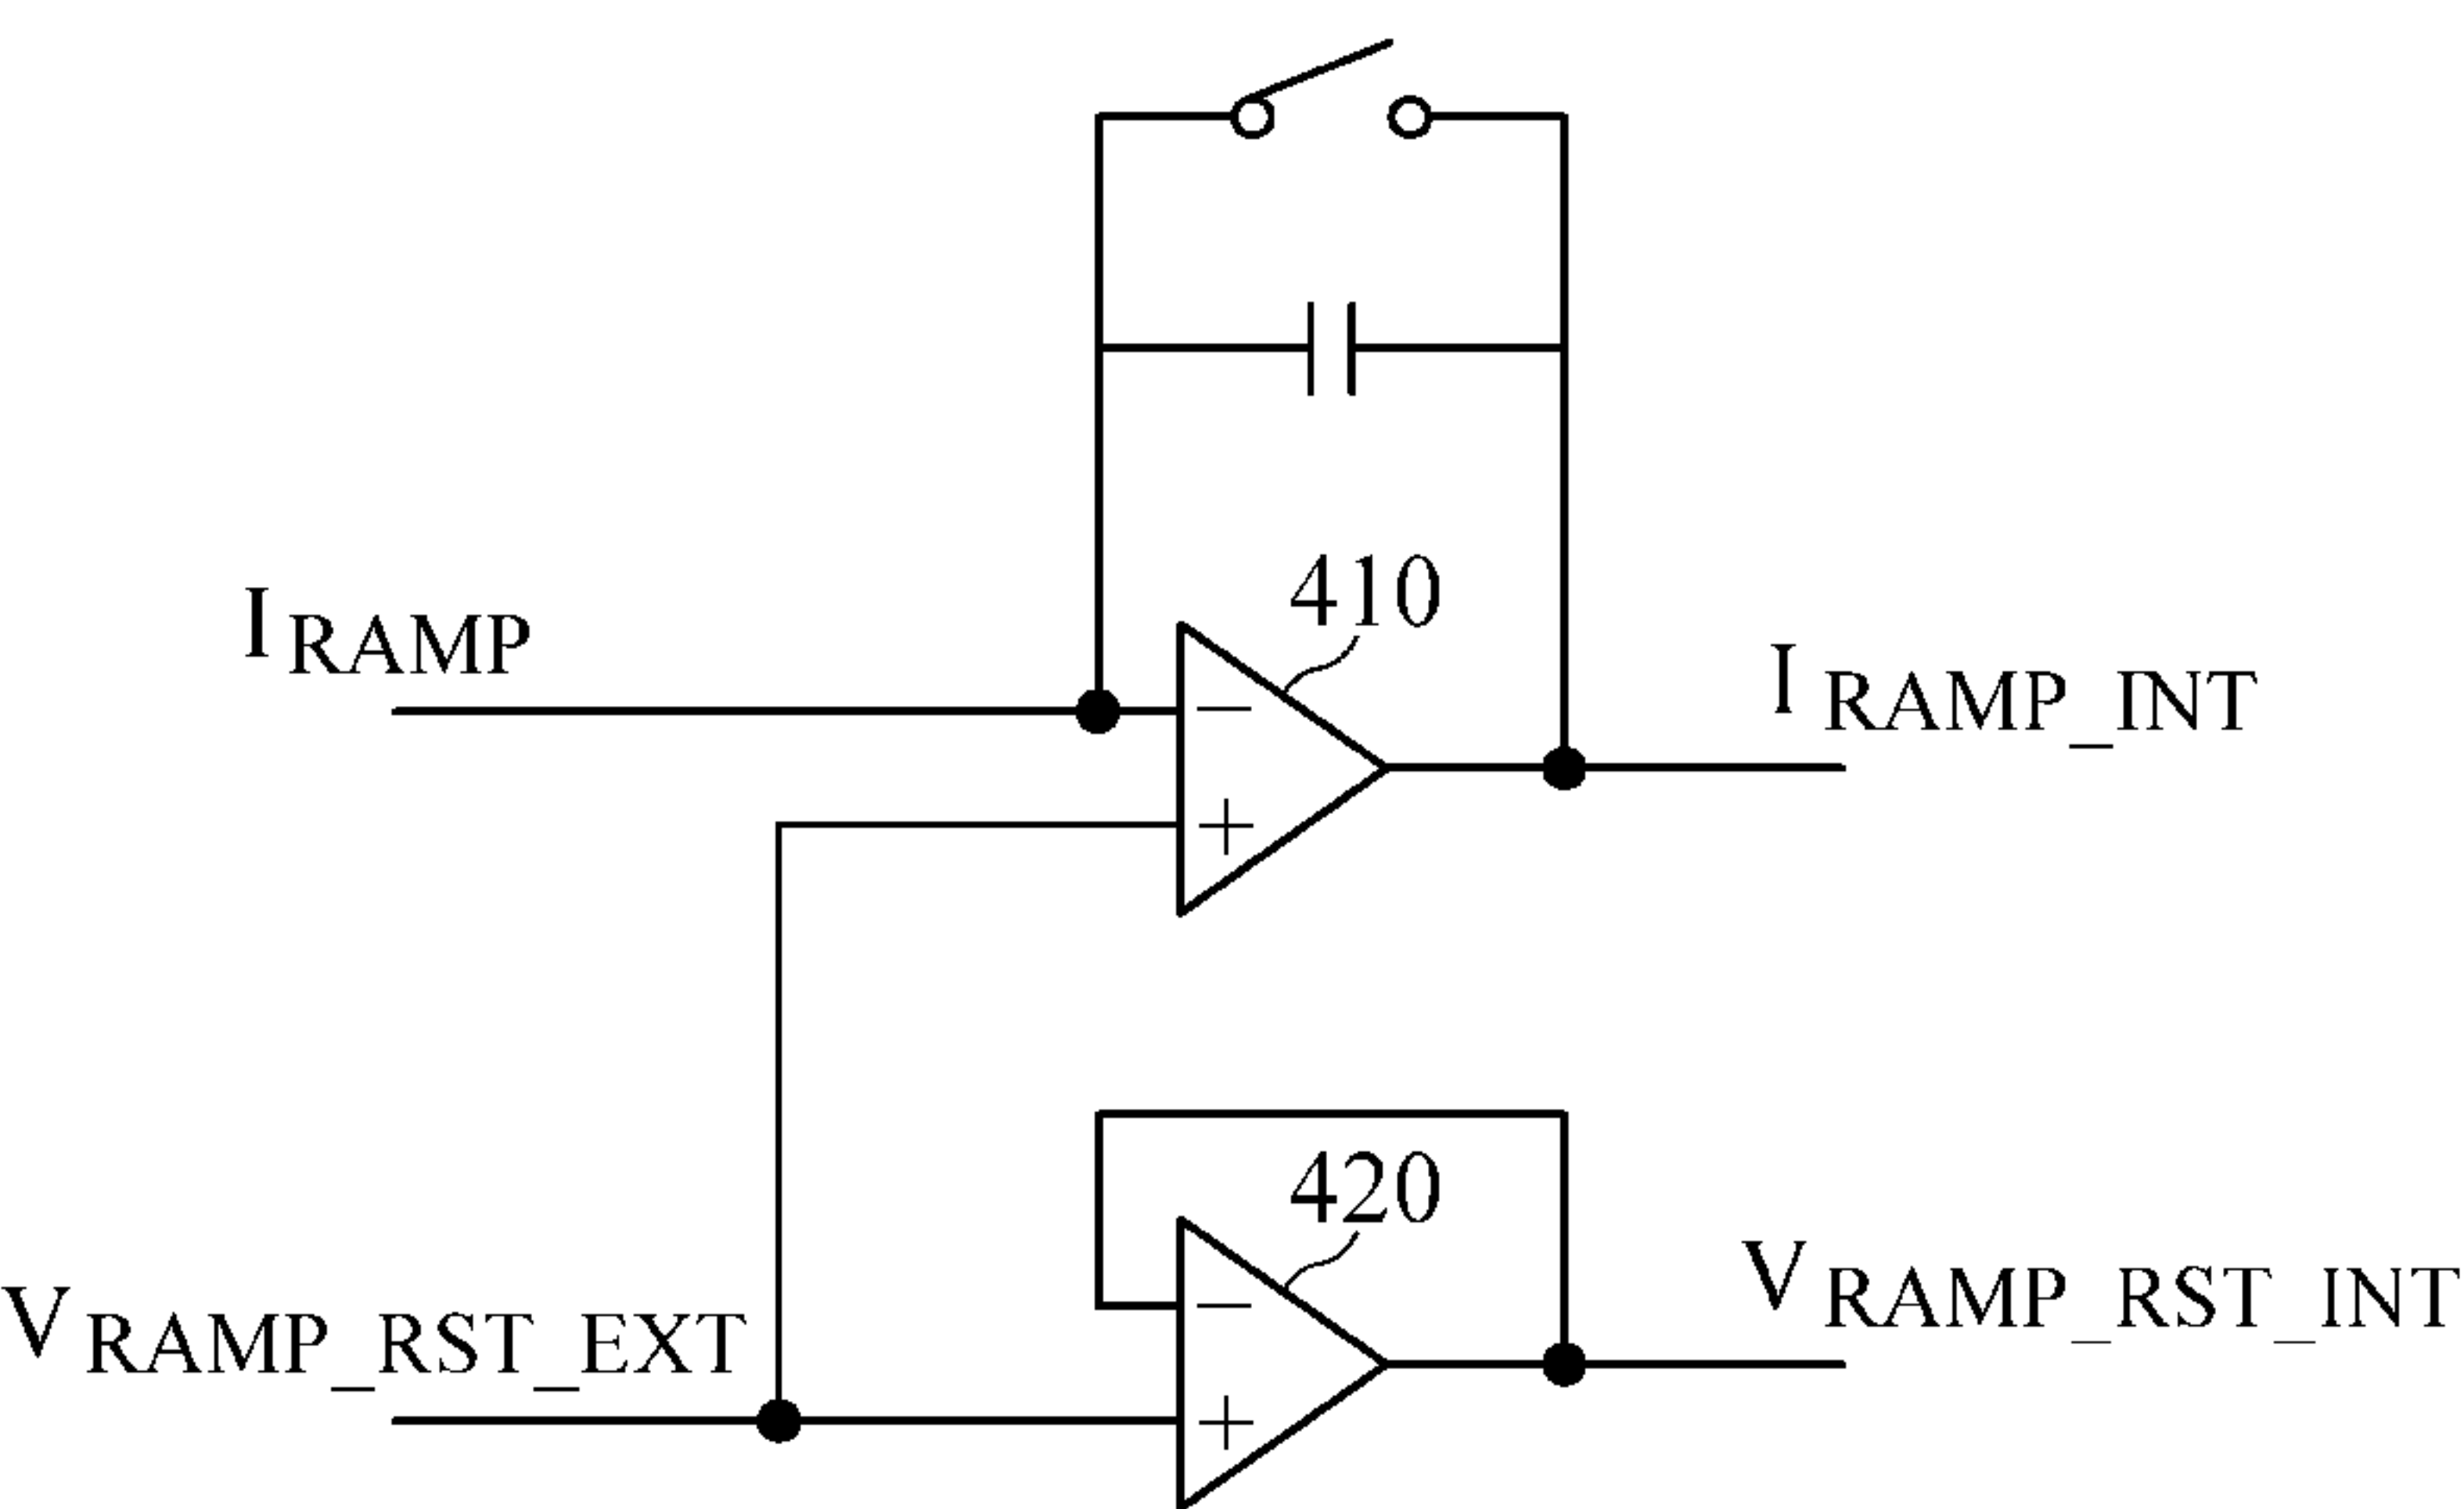 410
I RAMP
I RAMP_INT
−
+
420
V RAMP_RST_EXT
V RAMP_RST_INT
−
+